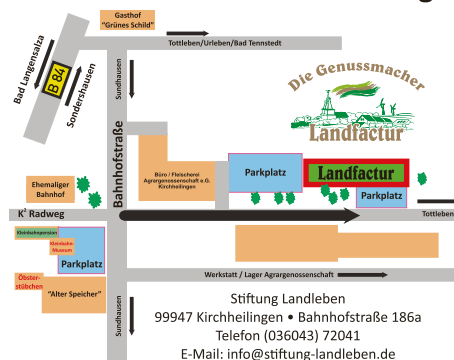 Gasthof
"Grünes Schild"
Tottleben/Urleben/Bad Tennstedt
Bad Langensalza
B 84
Sondershausen
Sundhausen
Bahnhofstraße
Die Genussmacher
Landfactur
Büro / Fleischerei
Agrargenossenschaft e.G.
Kirchheilingen
Parkplatz
Landfactur
Parkplatz
Ehemaliger
Bahnhof
K² Radweg
Tottleben
Kleinbahnpension
Kleinbahn-
Museum
Parkplatz
Öbster-
stübchen
"Alter Speicher"
Werkstatt / Lager Agrargenossenschaft
Sundhausen
Stiftung Landleben
99947 Kirchheilingen • Bahnhofstraße 186a
Telefon (036043) 72041
E-Mail: info@stiftung-landleben.de